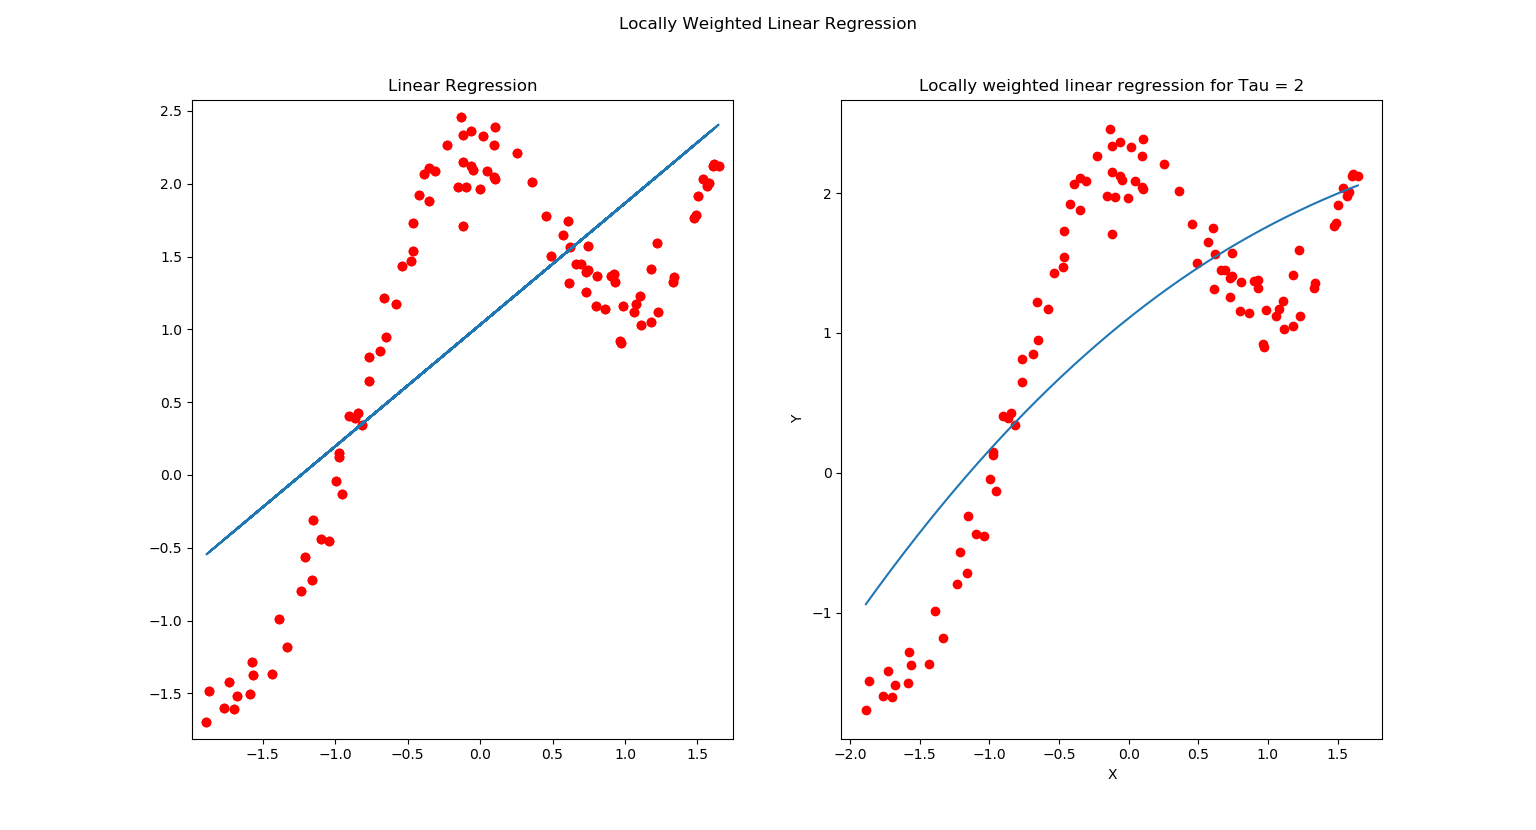 Locally Weighted Linear Regression
Linear Regression
2.5
2.0
1.5
1.0
0.5
0.0
−0.5
−1.0
−1.5
−1.5 −1.0 −0.5 0.0 0.5 1.0 1.5
Locally weighted linear regression for Tau = 2
Y
2
1
0
−1
−2.0 −1.5 −1.0 −0.5 0.0 0.5 1.0 1.5
X